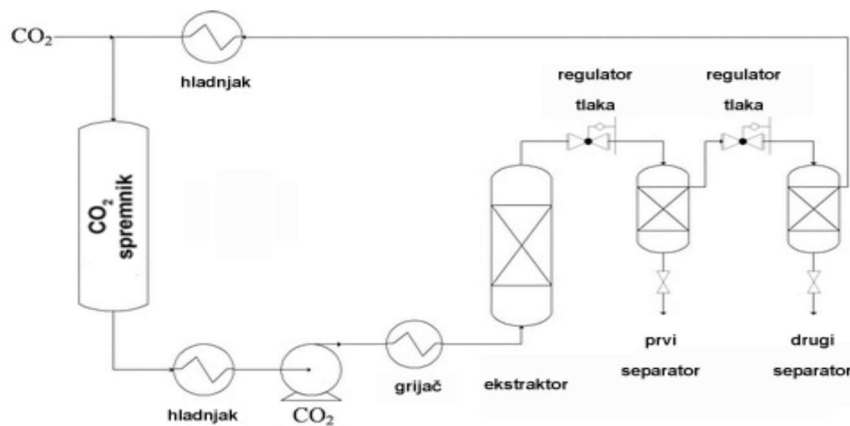 CO₂
hladnjak
regulator
tlaka
regulator
tlaka
CO₂
spremnik
hladnjak
CO₂
grijač
ekstraktor
prvi
separator
drugi
separator